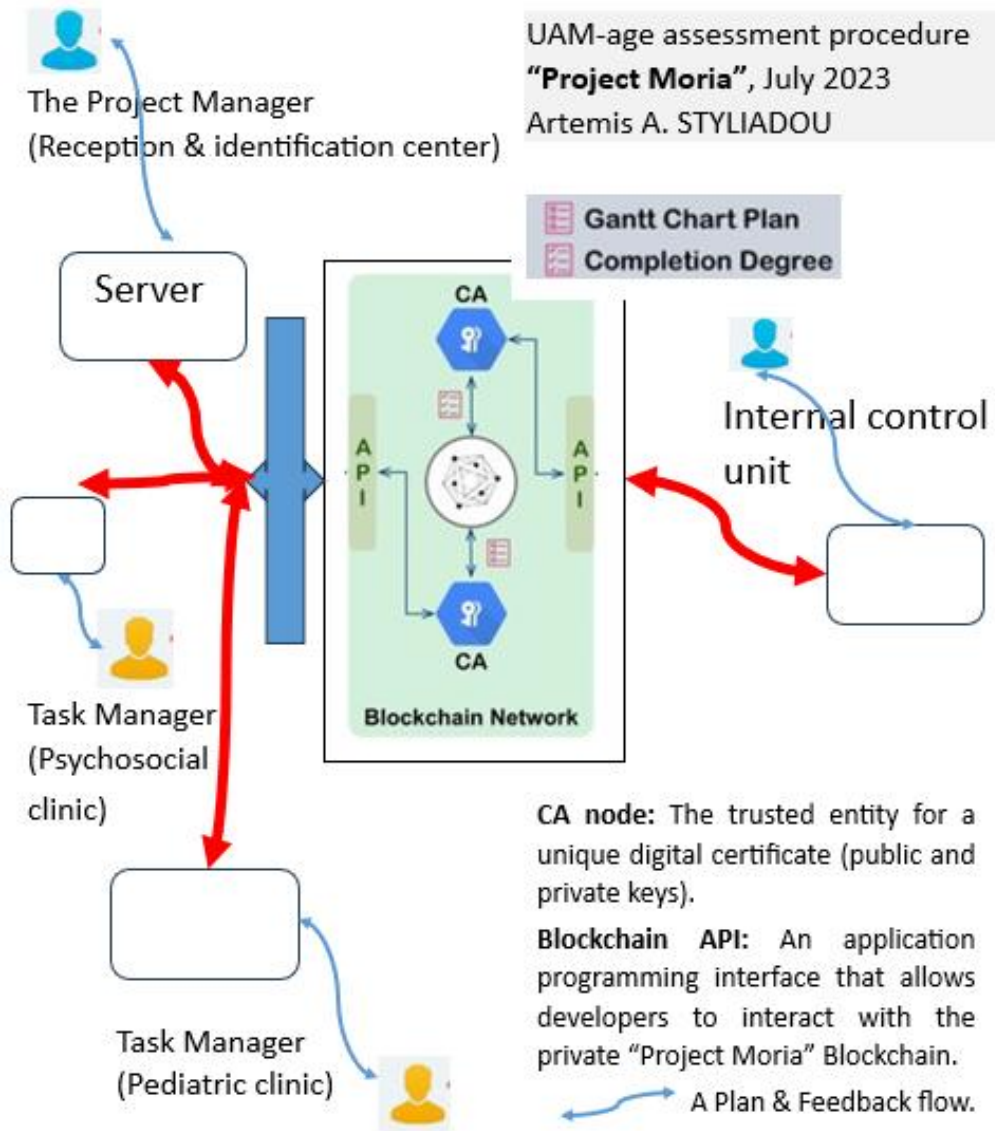 UAM-age assessment procedure
“Project Moria”, July 2023
Artemis A. STYLIADOU
The Project Manager
(Reception & identification center)
Gantt Chart Plan
Completion Degree
Server
CA
API
API
CA
Blockchain Network
Internal control
unit
Task Manager
(Psychosocial
clinic)
Task Manager
(Pediatric clinic)
CA node: The trusted entity for a
unique digital certificate (public and
private keys).
Blockchain API: An application
programming interface that allows
developers to interact with the
private “Project Moria” Blockchain.
A Plan & Feedback flow.